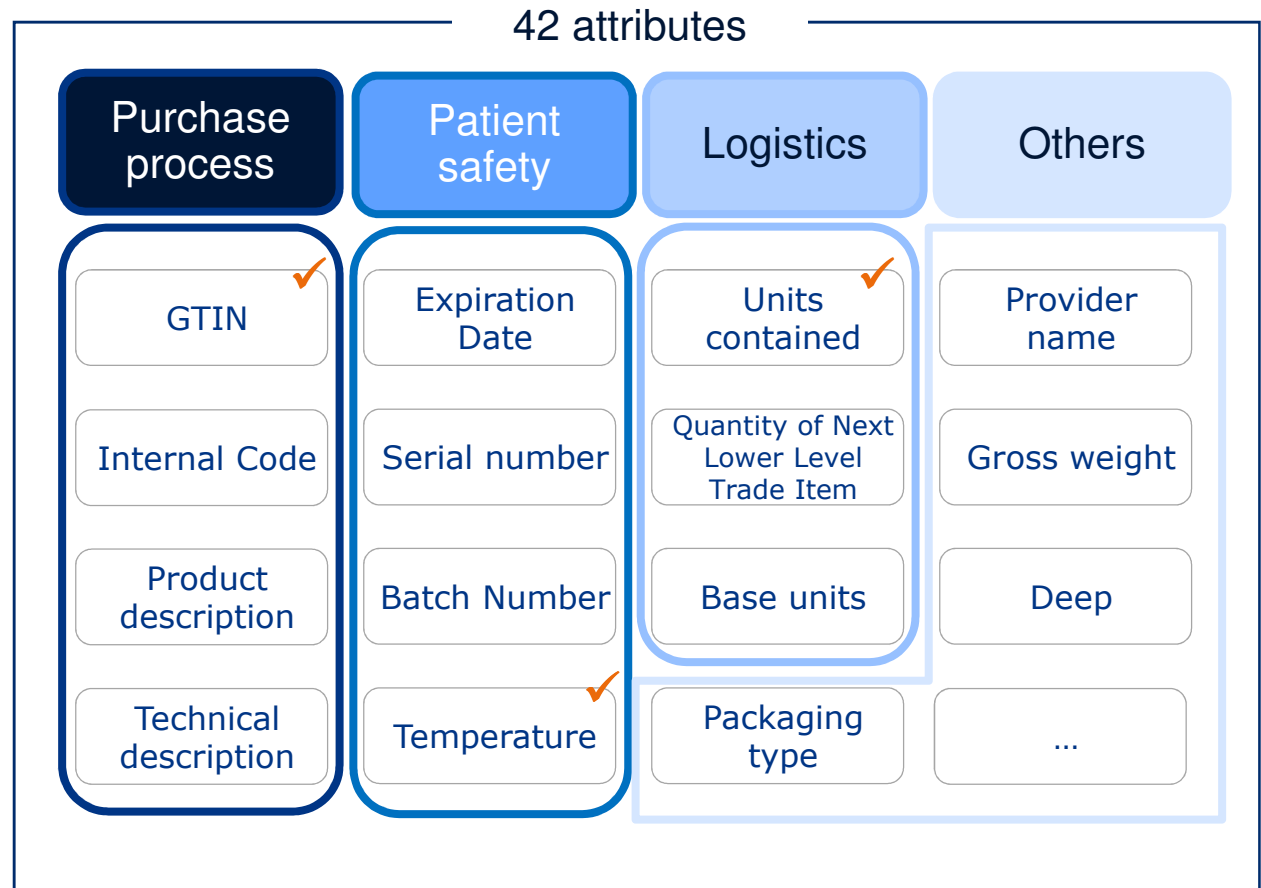 42 attributes
Purchase
process
Patient
safety
Logistics
Others
GTIN
Expiration
Date
Units
contained
Provider
name
Internal Code
Serial number
Quantity of Next
Lower Level
Trade Item
Gross weight
Product
description
Batch Number
Base units
Deep
Technical
description
Temperature
Packaging
type
...